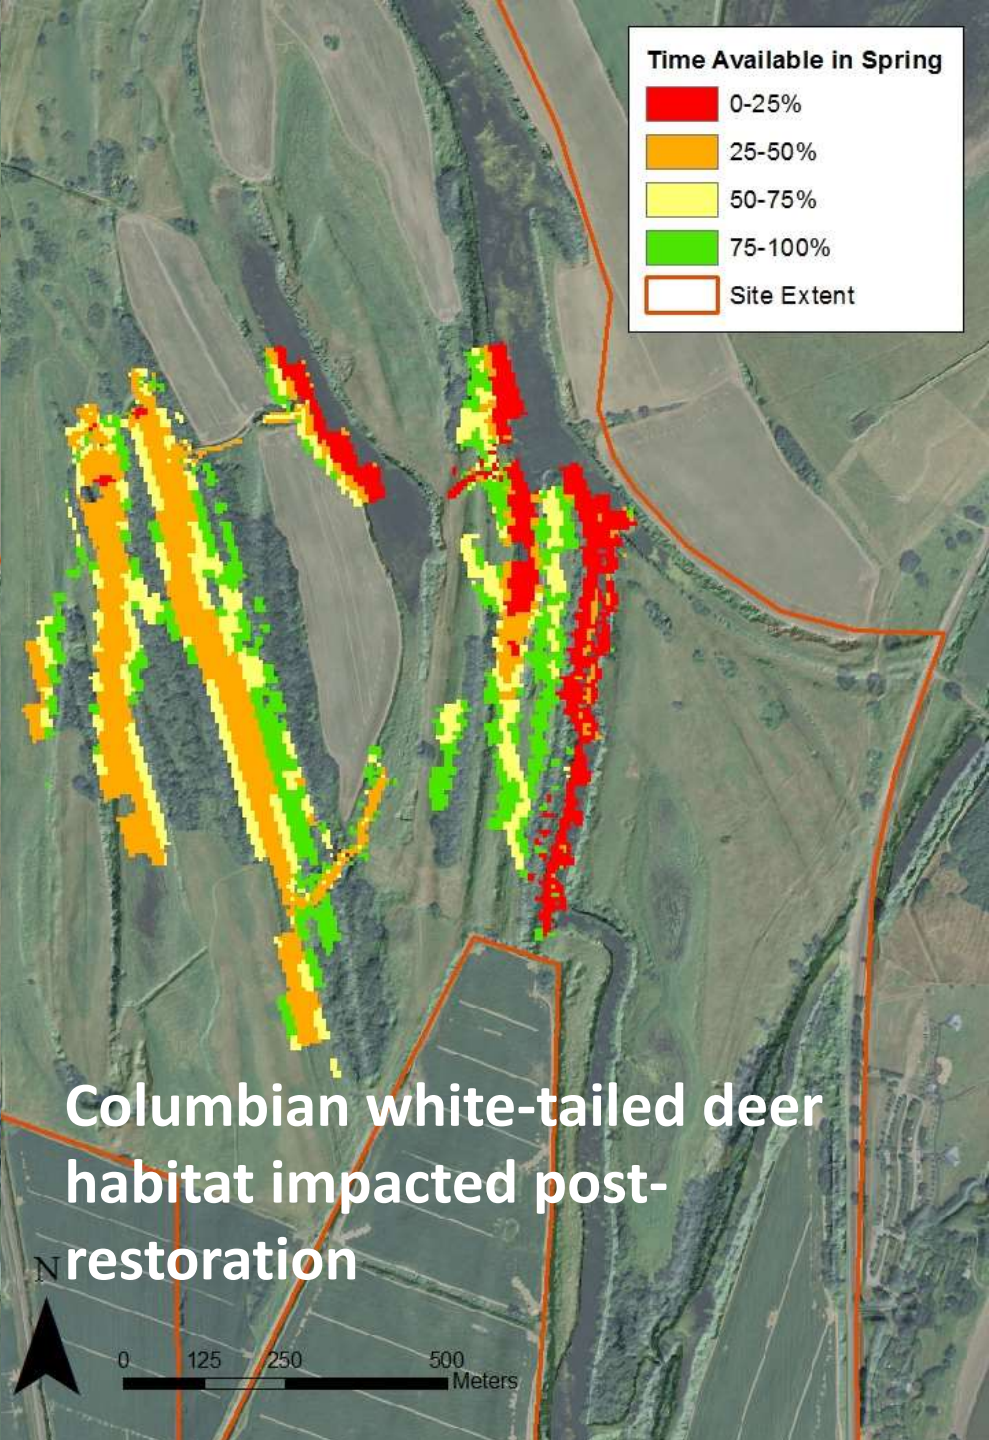 Time Available in Spring
0-25%
25-50%
50-75%
75-100%
Site Extent
Columbian white-tailed deer
habitat impacted post-
restoration
N
0 125 250 500
Meters